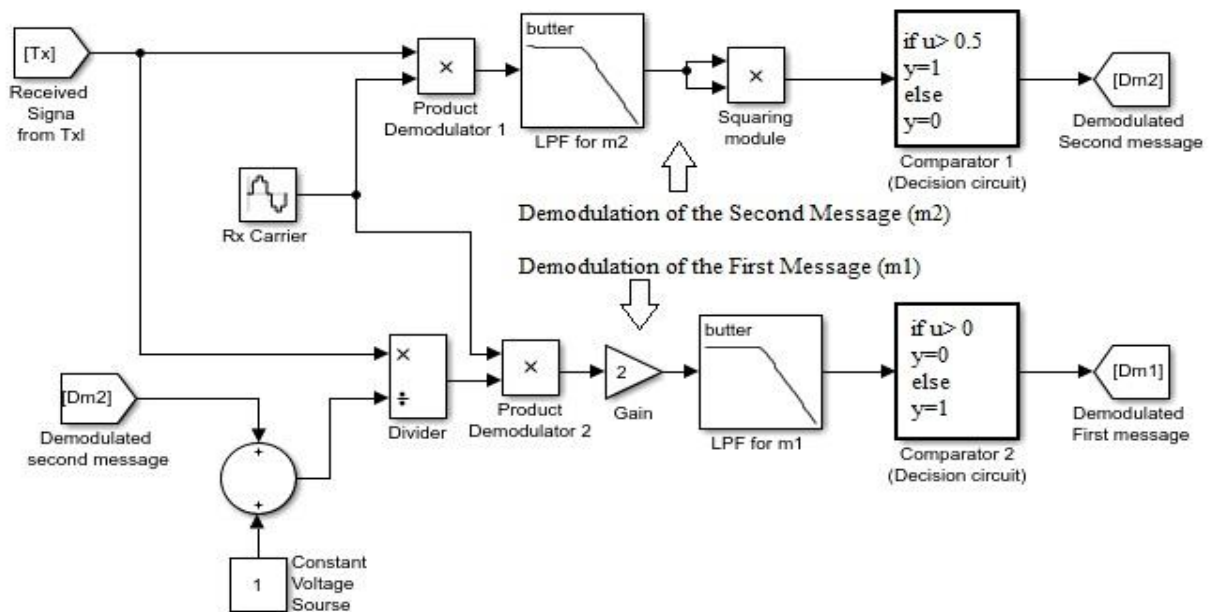 [Tx]
Received
Signa
from Txl
×
Product
Demodulator 1
butter
LPF for m2
×
Squaring
module
if u> 0.5
y=1
else
y=0
Comparator 1
(Decision circuit)
[Dm2]
Demodulated
Second message
Rx Carrier
Demodulation of the Second Message (m2)
Demodulation of the First Message (m1)
[Dm2]
Demodulated
second message
+
+
1
Constant
Voltage
Sourse
×
÷
Divider
×
Product
Demodulator 2
2
Gain
butter
LPF for m1
if u> 0
y=0
else
y=1
Comparator 2
(Decision circuit)
[Dm1]
Demodulated
First message